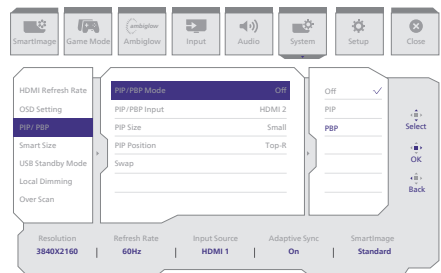 ambiglow
SmartImage Game Mode Ambiglow Input Audio System Setup Close
HDMI Refresh Rate
OSD Setting
PIP/ PBP
Smart Size
USB Standby Mode
Local Dimming
Over Scan
PIP/PBP Mode Off
PIP/PBP Input HDMI 2
PIP Size Small
PIP Position Top-R
Swap
Off
PIP
PBP
Select
OK
Back
Resolution Refresh Rate Input Source Adaptive Sync SmartImage
3840X2160 | 60Hz | HDMI 1 | On | Standard